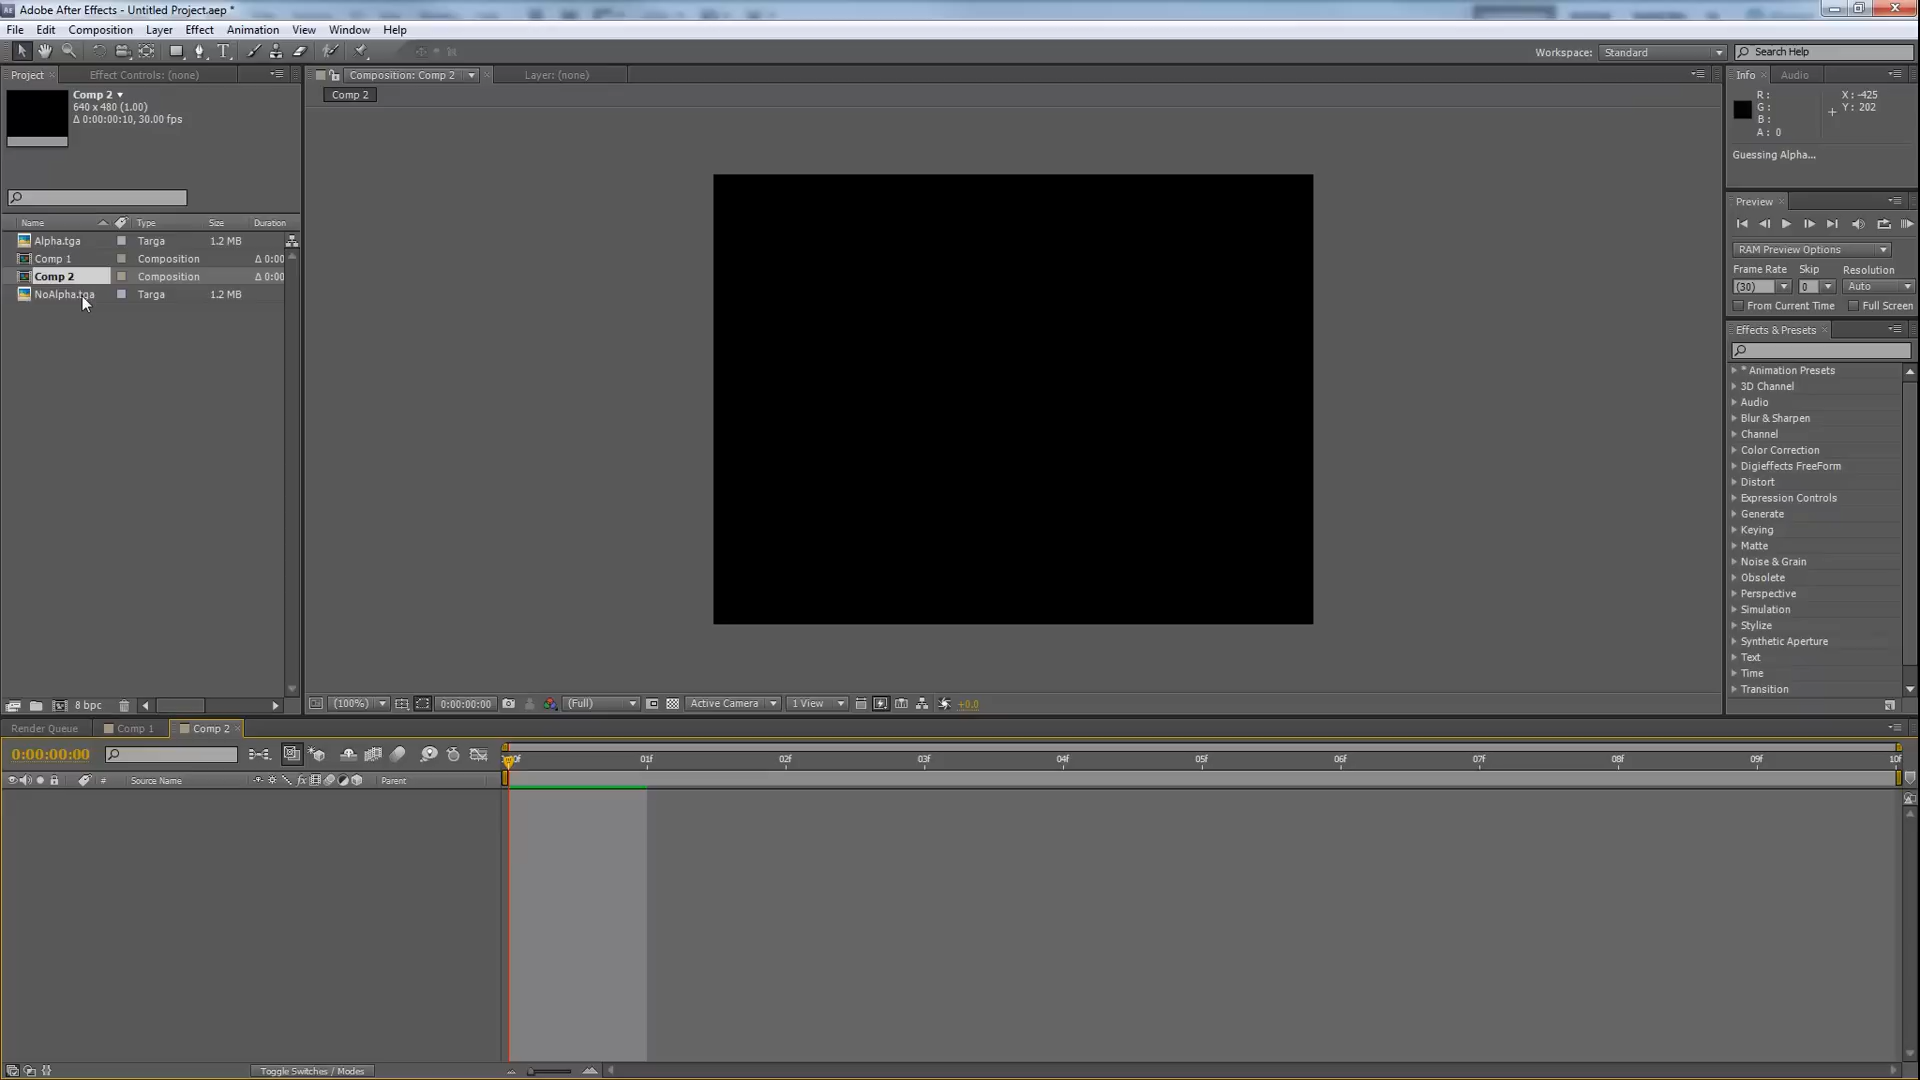 Adobe After Effects - Untitled Project.aep *
File Edit Composition Layer Effect Animation View Window Help
Workspace: Standard Search Help
Project Effect Controls: (none)
Composition: Comp 2 Layer: (none)
Info Audio
Comp 2
640 x 480 (1.00)
Δ 0:00:00:10, 30.00 fps
Comp 2
R :
G :
B :
A : 0
X : -425
Y : 202
Guessing Alpha...
Name Type Size Duration
Alpha.tga Targa 1.2 MB
Comp 1 Composition Δ 0:00
Comp 2 Composition Δ 0:00
NoAlpha.tga Targa 1.2 MB
Preview
RAM Preview Options
Frame Rate Skip Resolution
(30) 0 Auto
From Current Time Full Screen
Effects & Presets
* Animation Presets
3D Channel
Audio
Blur & Sharpen
Channel
Color Correction
Digieffects FreeForm
Distort
Expression Controls
Generate
Keying
Matte
Noise & Grain
Obsolete
Perspective
Simulation
Stylize
Synthetic Aperture
Text
Time
Transition
8 bpc
(100%) 0:00:00:00 (Full) Active Camera 1 View +0.0
Render Queue Comp 1 Comp 2
0:00:00:00
01f 02f 03f 04f 05f 06f 07f 08f 09f 10f
# Source Name Parent
Toggle Switches / Modes